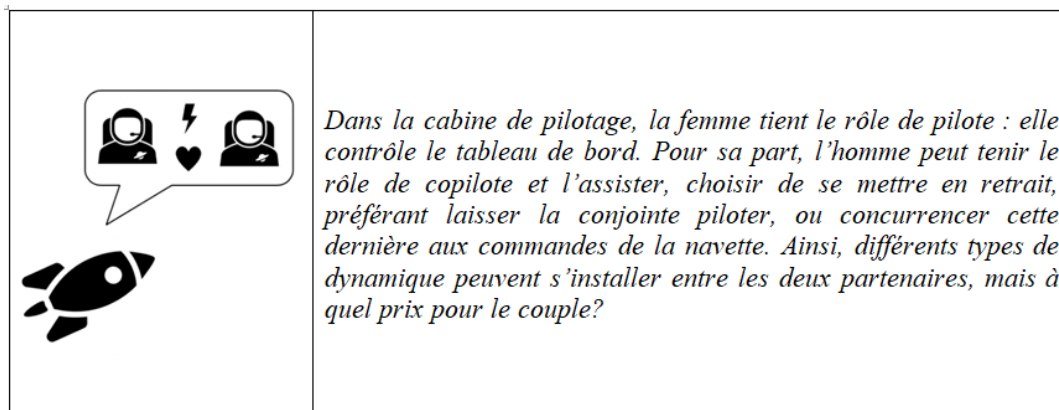 Dans la cabine de pilotage, la femme tient le rôle de pilote : elle
contrôle le tableau de bord. Pour sa part, l’homme peut tenir le
rôle de copilote et l’assister, choisir de se mettre en retrait,
préférant laisser la conjointe piloter, ou concurrencer cette
dernière aux commandes de la navette. Ainsi, différents types de
dynamique peuvent s’installer entre les deux partenaires, mais à
quel prix pour le couple?